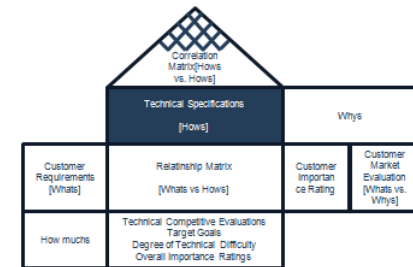 Correlation
Matrix[Hows
vs. Hows]
Technical Specifications
[Hows]
Whys
Customer
Requirements
[Whats]
Relatinship Matrix
[Whats vs Hows]
Customer
Importan
ce Rating
Customer
Market
Evaluation
[Whats vs.
Whys]
How muchs
Technical Competitive Evaluations
Target Goals
Degree of Technical Difficulty
Overall Importance Ratings